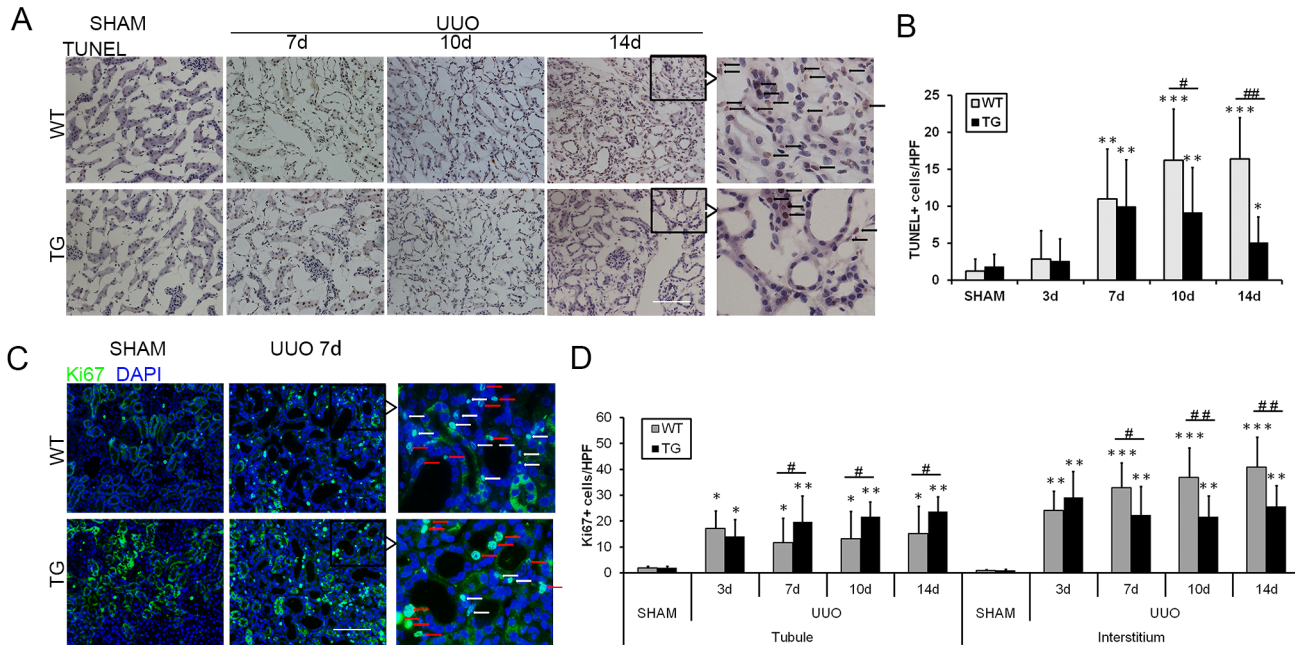 A
SHAM
UUO
TUNEL
7d
10d
14d
WT
TG
B
TUNEL+ cells/HPF
25
20
15
10
5
0
WT
TG
** **
*** # **
*** ## *
SHAM 3d 7d 10d 14d
C
SHAM
UUO 7d
Ki67 DAPI
WT
TG
D
Ki67+ cells/HPF
60
50
40
30
20
10
0
WT
TG
* *
* # **
* # **
* # **
** **
*** # **
*** ## **
*** ## **
3d 7d 10d 14d 3d 7d 10d 14d
SHAM UUO SHAM UUO
Tubule Interstitium